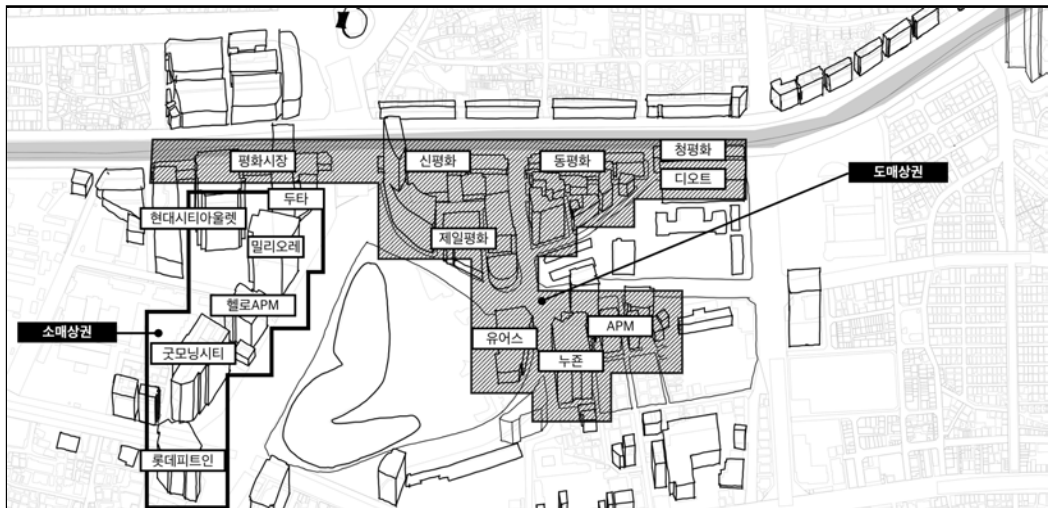 평화시장
신평화
동평화
청평화
디오트
도매상권
두타
현대시티아울렛
밀리오레
제일평화
헬로APM
소매상권
굿모닝시티
유어스
APM
누죤
롯데피트인